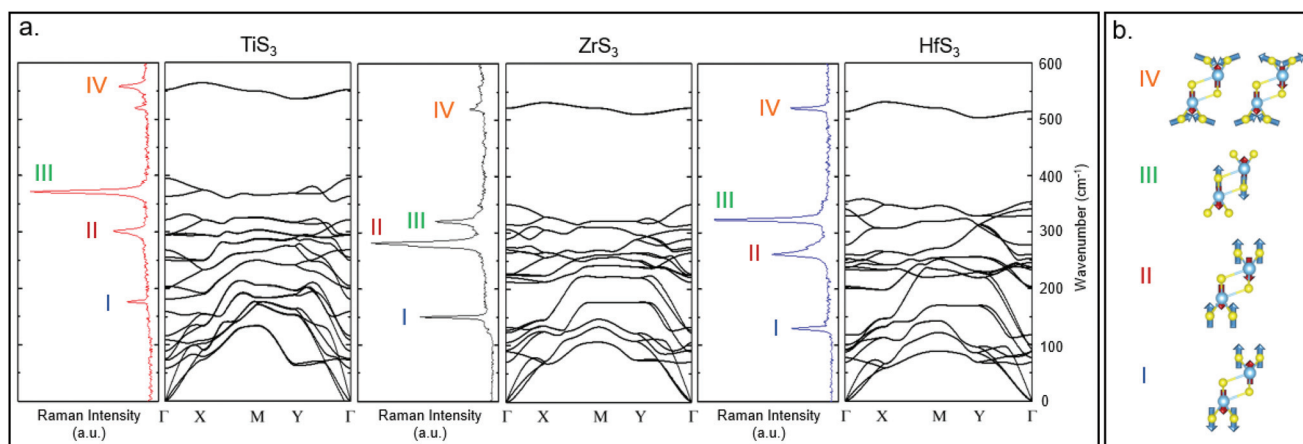 a.
TiS3
ZrS3
HfS3
IV
III
II
I
IV
III
II
I
IV
III
II
I
600
500
400
300
200
100
0
Wavenumber (cm⁻¹)
Raman Intensity
(a.u.)
Γ X M Y Γ
Raman Intensity
(a.u.)
Γ X M Y Γ
Raman Intensity
(a.u.)
Γ X M Y Γ
b.
IV
III
II
I